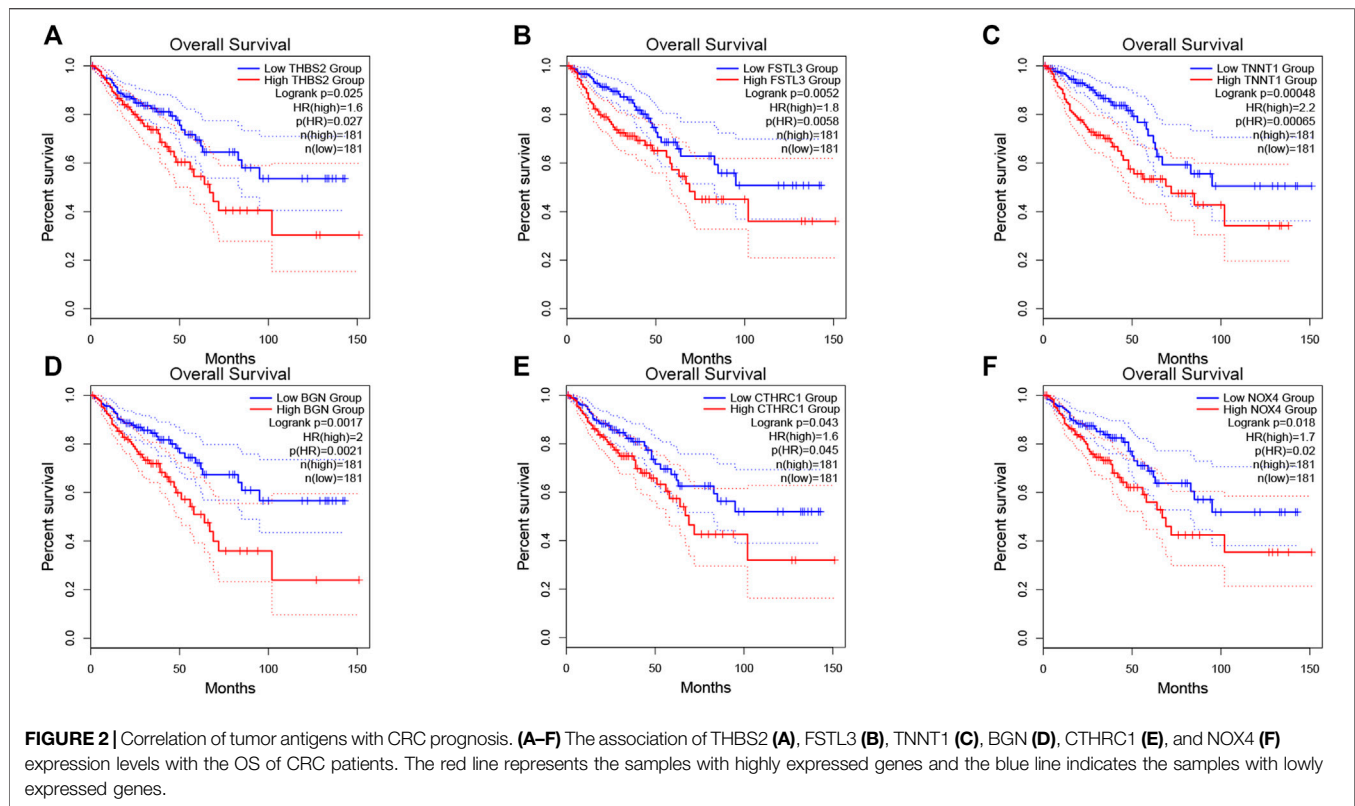 A
Overall Survival
Low THBS2 Group
High THBS2 Group
Logrank p=0.025
HR(high)=1.6
p(HR)=0.027
n(high)=181
n(low)=181
Percent survival
1.0
0.8
0.6
0.4
0.2
0.0
0
50
100
150
Months
B
Overall Survival
Low FSTL3 Group
High FSTL3 Group
Logrank p=0.0052
HR(high)=1.8
p(HR)=0.0058
n(high)=181
n(low)=181
Percent survival
1.0
0.8
0.6
0.4
0.2
0.0
0
50
100
150
Months
C
Overall Survival
Low TNNT1 Group
High TNNT1 Group
Logrank p=0.00048
HR(high)=2.2
p(HR)=0.00065
n(high)=181
n(low)=181
Percent survival
1.0
0.8
0.6
0.4
0.2
0.0
0
50
100
150
Months
D
Overall Survival
Low BGN Group
High BGN Group
Logrank p=0.0017
HR(high)=2
p(HR)=0.0021
n(high)=181
n(low)=181
Percent survival
1.0
0.8
0.6
0.4
0.2
0.0
0
50
100
150
Months
E
Overall Survival
Low CTHRC1 Group
High CTHRC1 Group
Logrank p=0.043
HR(high)=1.6
p(HR)=0.045
n(high)=181
n(low)=181
Percent survival
1.0
0.8
0.6
0.4
0.2
0.0
0
50
100
150
Months
F
Overall Survival
Low NOX4 Group
High NOX4 Group
Logrank p=0.018
HR(high)=1.7
p(HR)=0.02
n(high)=181
n(low)=181
Percent survival
1.0
0.8
0.6
0.4
0.2
0.0
0
50
100
150
Months
FIGURE 2 | Correlation of tumor antigens with CRC prognosis. (A–F) The association of THBS2 (A), FSTL3 (B), TNNT1 (C), BGN (D), CTHRC1 (E), and NOX4 (F)
expression levels with the OS of CRC patients. The red line represents the samples with highly expressed genes and the blue line indicates the samples with lowly
expressed genes.